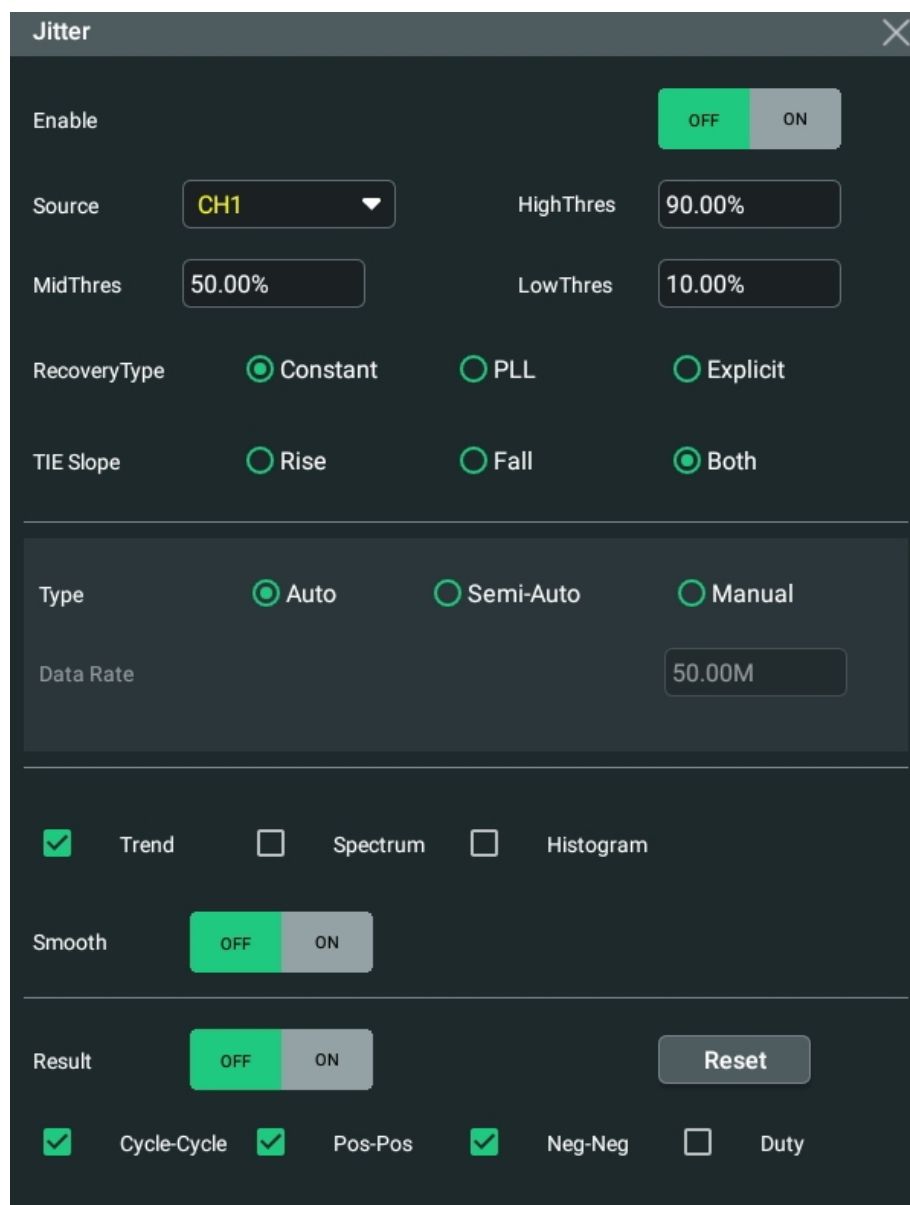 Jitter
Enable OFF ON
Source CH1 HighThres 90.00%
MidThres 50.00% LowThres 10.00%
RecoveryType Constant PLL Explicit
TIE Slope Rise Fall Both
Type Auto Semi-Auto Manual
Data Rate 50.00M
Trend Spectrum Histogram
Smooth OFF ON
Result OFF ON Reset
Cycle-Cycle Pos-Pos Neg-Neg Duty